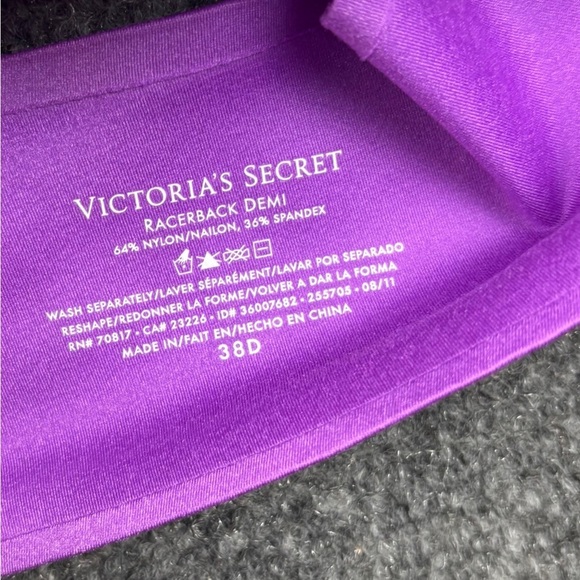 VICTORIA'S SECRET
RACERBACK DEMI
64% NYLON/NAILON, 36% SPANDEX
WASH SEPARATELY/LAVER SÉPARÉMENT/LAVAR POR SEPARADO
RESHAPE/REDONNER LA FORME/VOLVER A DAR LA FORMA
RN# 70817 • CA# 23226 • ID# 36007682 • 255705 • 08/11
MADE IN/FAIT EN/HECHO EN CHINA
38D